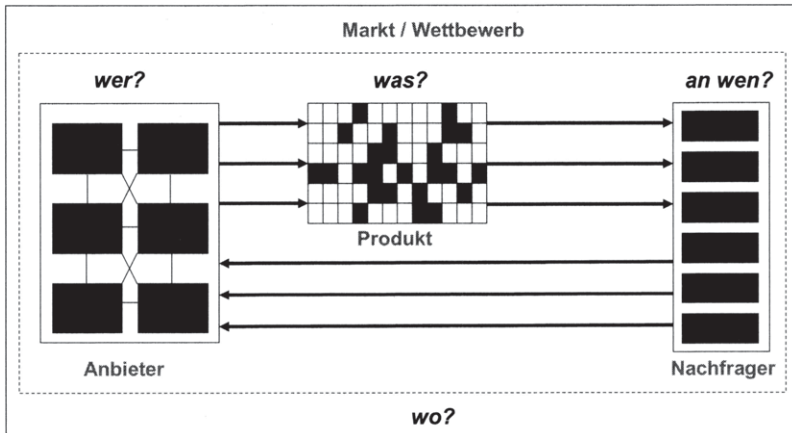 Markt / Wettbewerb
wer?
was?
an wen?
Produkt
Anbieter
Nachfrager
wo?